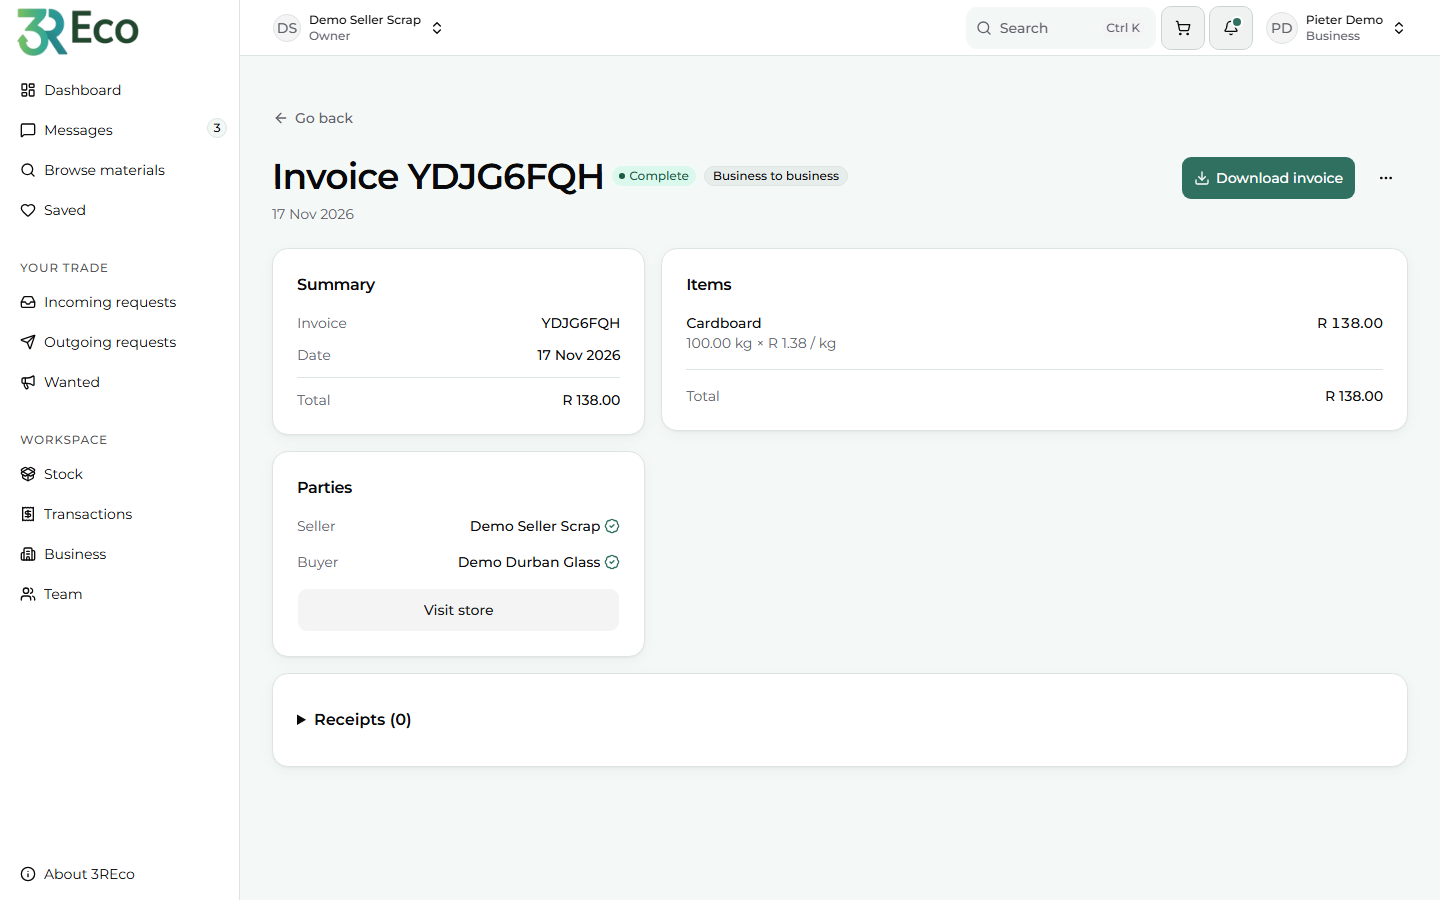 3R Eco
Dashboard
Messages 3
Browse materials
Saved
YOUR TRADE
Incoming requests
Outgoing requests
Wanted
WORKSPACE
Stock
Transactions
Business
Team
About 3REco
DS Demo Seller Scrap
Owner
Search Ctrl K
PD Pieter Demo
Business
Go back
Invoice YDJG6FQH Complete Business to business
Download invoice
17 Nov 2026
Summary
Invoice YDJG6FQH
Date 17 Nov 2026
Total R 138.00
Items
Cardboard R 138.00
100.00 kg × R 1.38 / kg
Total R 138.00
Parties
Seller Demo Seller Scrap
Buyer Demo Durban Glass
Visit store
Receipts (0)